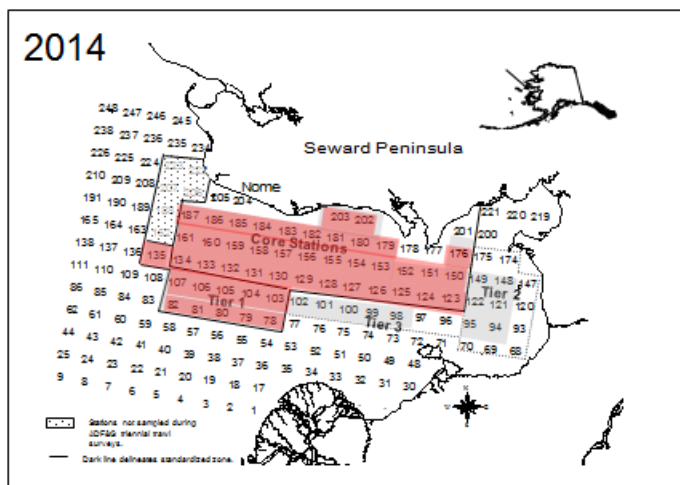 2014
248 247 246 245
238 237 236 235 234
226 225 224
210 209 208
191 190 189
165 164 163
138 137 136 135
111 110 109 108
86 85 84 83
62 61 60 59 58 57 56 55 54 53 52 51 50 49 48
44 43 42 41 40 39 38 37 36 35 34 33 32 31 30
25 24 23 22 21 20 19 18 17
9 8 7 6 5 4 3 2 1
Seward Peninsula
Nome
205 204
203 202
201 200
221 220 219
187 186 185 184 183 182 181 180 179 178 177 176 175 174
Core Stations
161 160 159 158 157 156 155 154 153 152 151 150 149 148 147
134 133 132 131 130 129 128 127 126 125 124 123 122 121 120
Tier 2
107 106 105 104 103 102 101 100 99 98 97 96 95 94 93
Tier 1
Tier 3
82 81 80 79 78 77 76 75 74 73 72 71 70 69 68
Stations not sampled during
ADF&G triennial trawl
surveys.
Dark line delineates standardized zone.